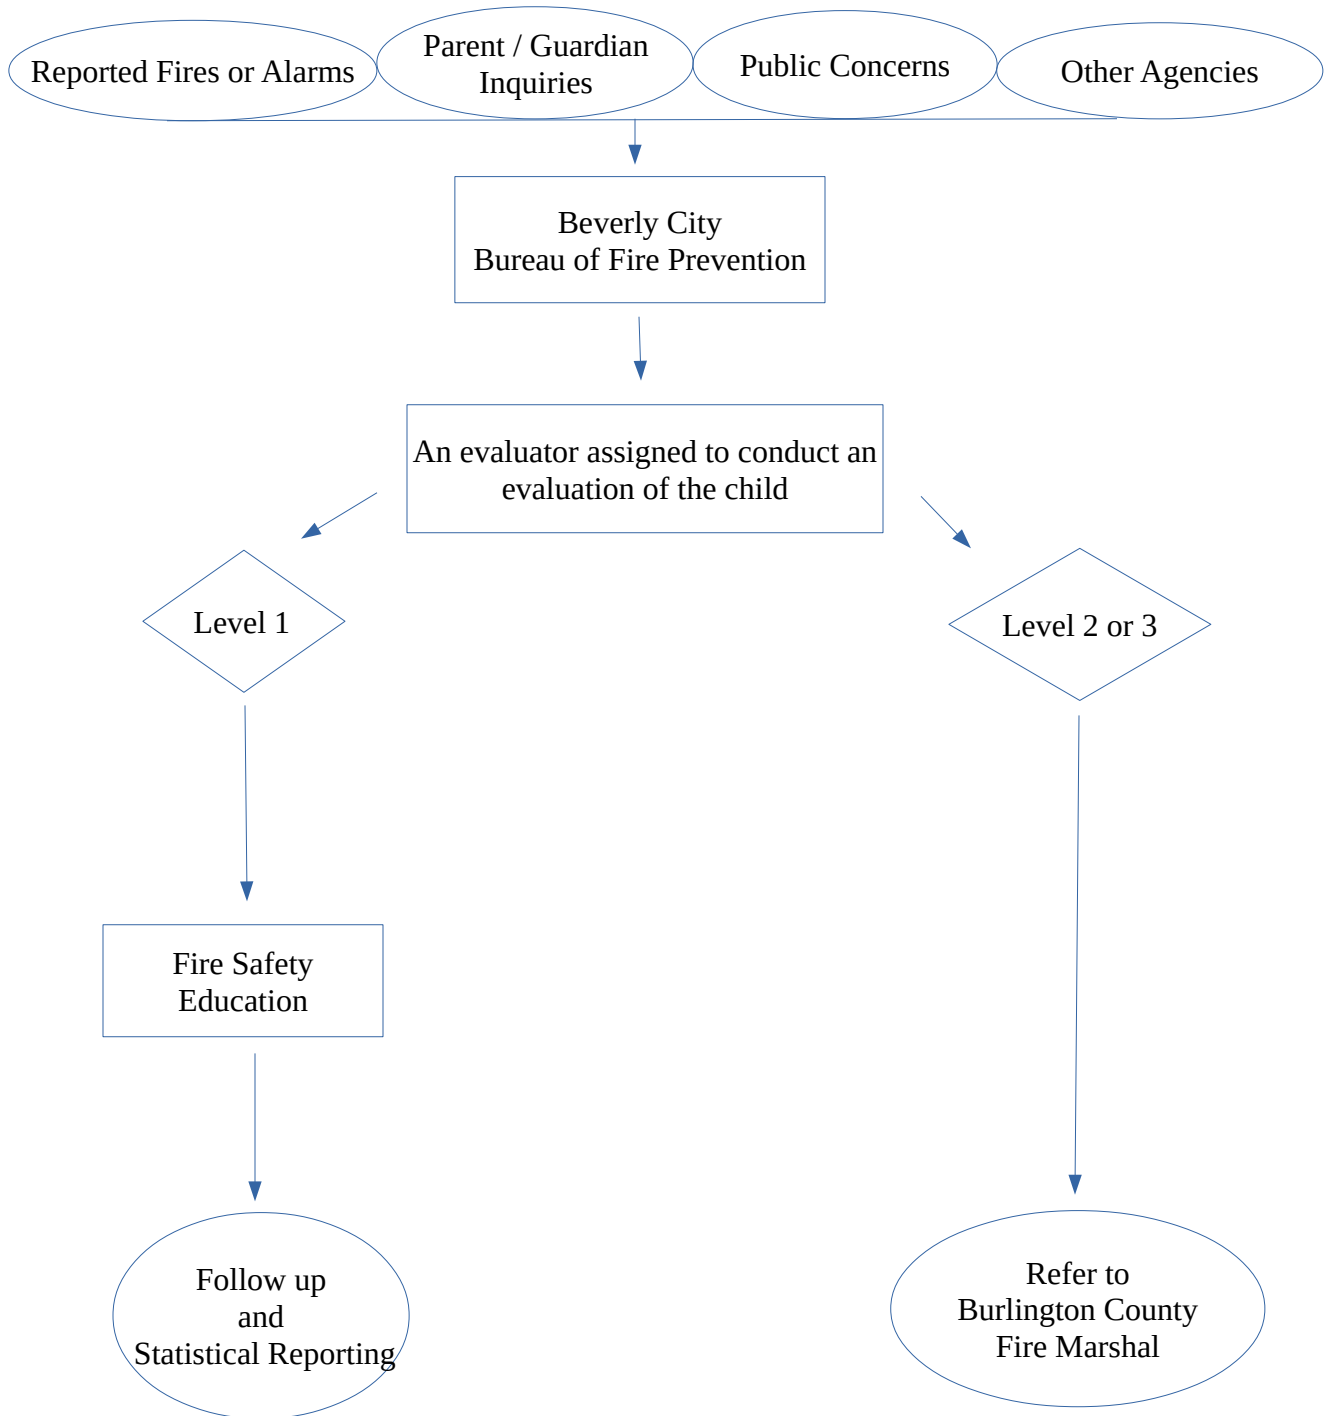 Reported Fires or Alarms
Parent / Guardian
Inquiries
Public Concerns
Other Agencies
Beverly City
Bureau of Fire Prevention
An evaluator assigned to conduct an
evaluation of the child
Level 1
Level 2 or 3
Fire Safety
Education
Follow up
and
Statistical Reporting
Refer to
Burlington County
Fire Marshal